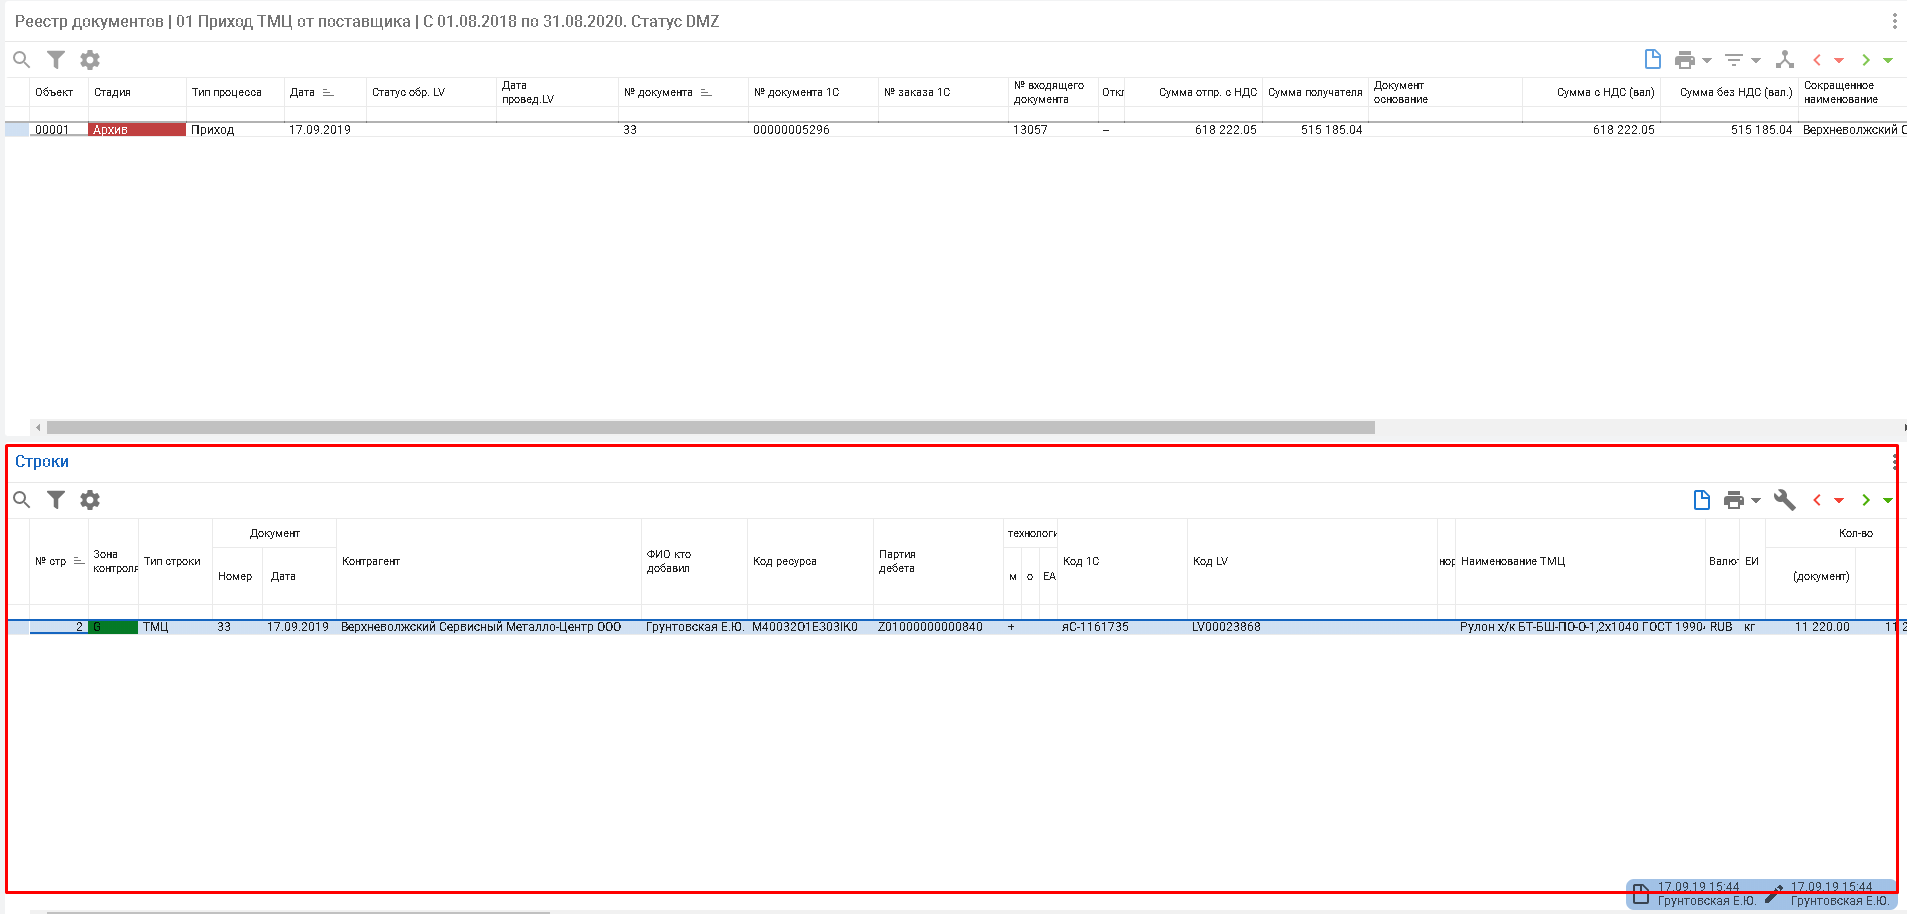 Реестр документов | 01 Приход ТМЦ от поставщика | С 01.08.2018 по 31.08.2020. Статус DMZ
Объект Стадия Тип процесса Дата Статус обр. LV Дата провед.LV № документа № документа 1С № заказа 1С № входящего документа Откл Сумма отпр. с НДС Сумма получателя Документ основание Сумма с НДС (вал) Сумма без НДС (вал.) Сокращенное наименование
00001 Архив Приход 17.09.2019 33 00000005296 13057 – 618 222.05 515 185.04 618 222.05 515 185.04 Верхневолжский С
Строки
№ стр Зона контроля Тип строки Документ Номер Дата Контрагент ФИО кто добавил Код ресурса Партия дебета технологи м о ЕА Код 1С Код LV нор Наименование ТМЦ Валют ЕИ Кол-во (документ)
2 G ТМЦ 33 17.09.2019 Верхневолжский Сервисный Металло-Центр ООО Грунтовская Е.Ю. М40032О1Е303IК0 Z01000000000840 + яС-1161735 LV00023868 Рулон х/к БТ-БШ-ПО-О-1,2х1040 ГОСТ 19904 RUB кг 11 220.00 11 2
17.09.19 15:44 17.09.19 15:44
Грунтовская Е.Ю. Грунтовская Е.Ю.